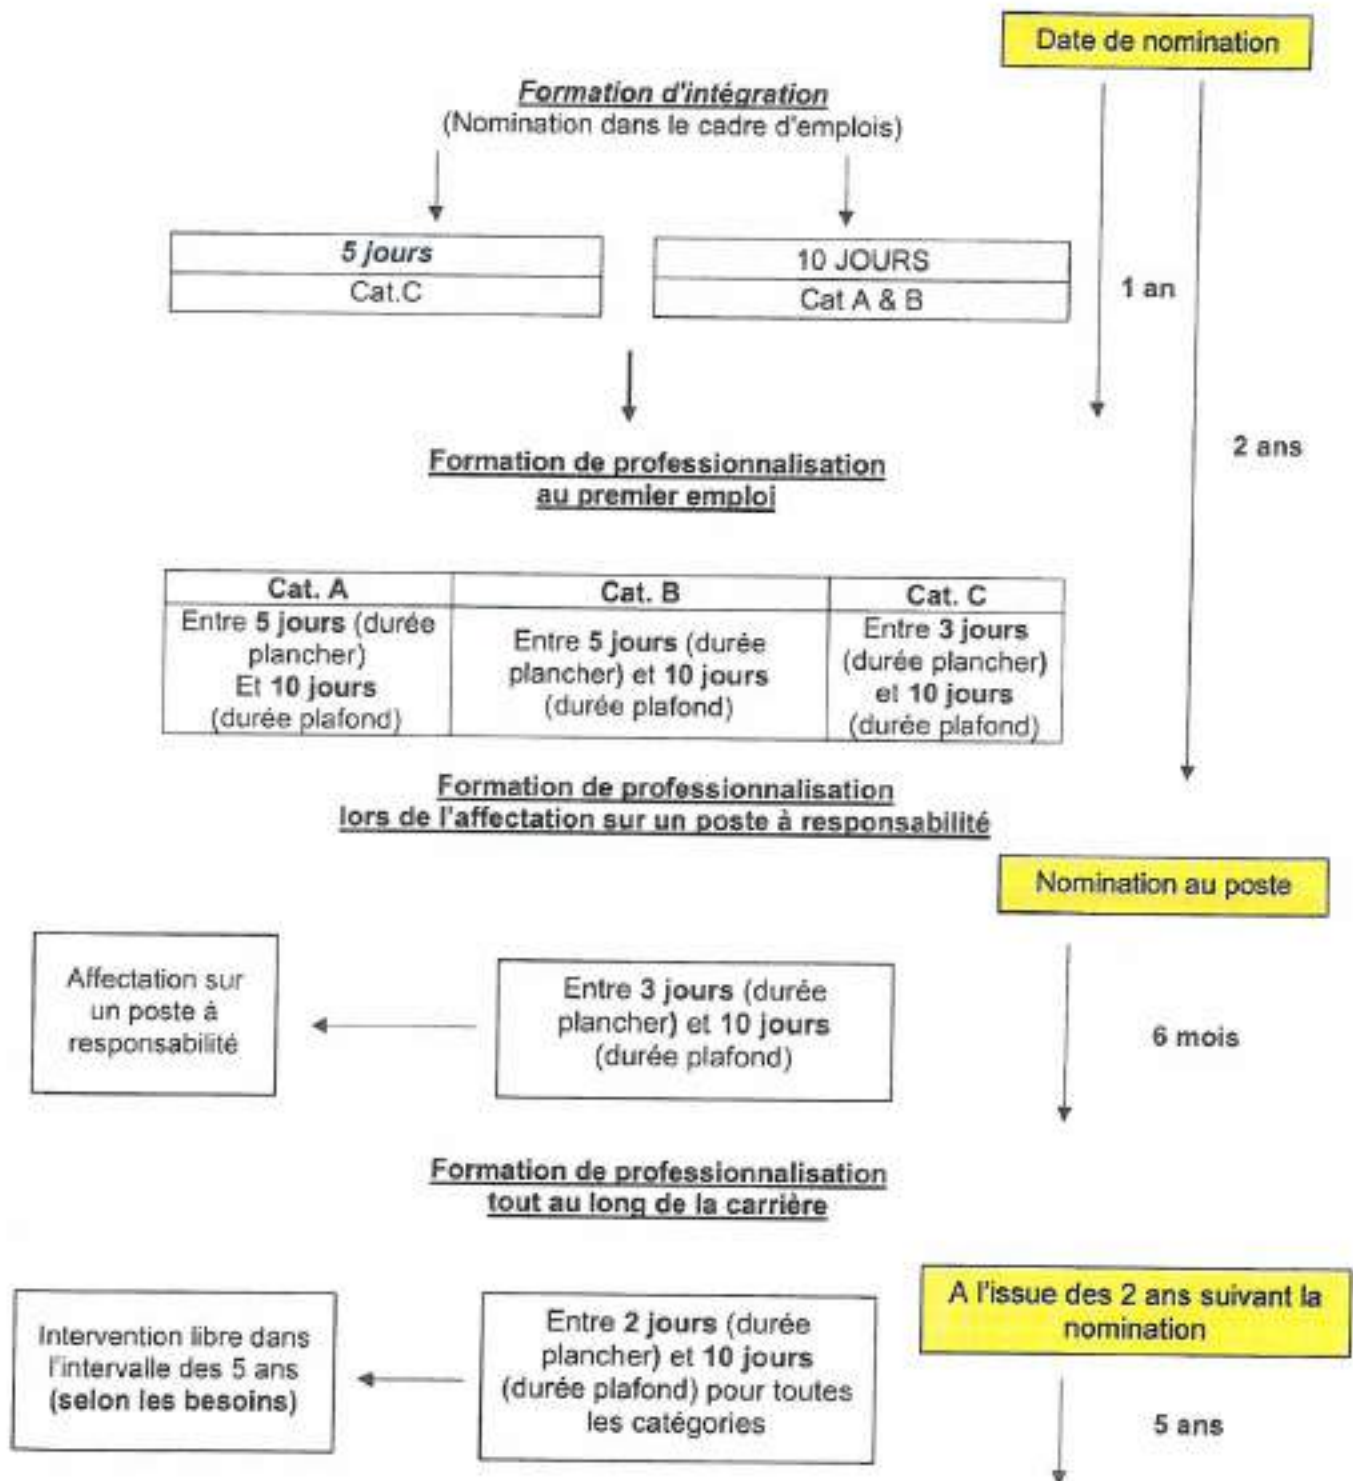 Date de nomination
Formation d'intégration
(Nomination dans le cadre d'emplois)
5 jours
Cat.C
10 JOURS
Cat A & B
1 an
2 ans
Formation de professionnalisation
au premier emploi
Cat. A
Entre 5 jours (durée
plancher)
Et 10 jours
(durée plafond)
Cat. B
Entre 5 jours (durée
plancher) et 10 jours
(durée plafond)
Cat. C
Entre 3 jours
(durée plancher)
et 10 jours
(durée plafond)
Formation de professionnalisation
lors de l'affectation sur un poste à responsabilité
Nomination au poste
Affectation sur
un poste à
responsabilité
Entre 3 jours (durée
plancher) et 10 jours
(durée plafond)
6 mois
Formation de professionnalisation
tout au long de la carrière
A l'issue des 2 ans suivant la
nomination
Intervention libre dans
l'intervalle des 5 ans
(selon les besoins)
Entre 2 jours (durée
plancher) et 10 jours
(durée plafond) pour toutes
les catégories
5 ans